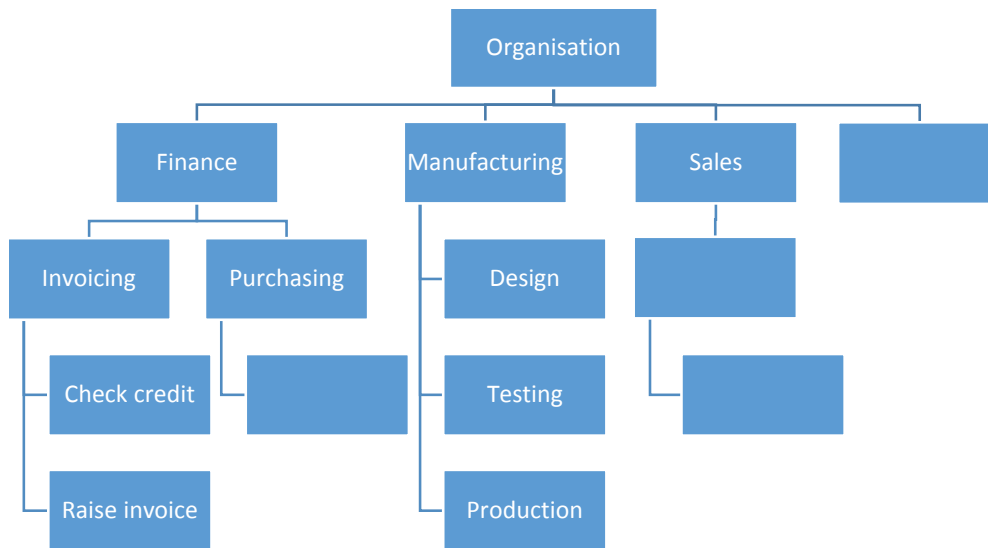 Organisation
Finance
Manufacturing
Sales
Invoicing
Purchasing
Design
Check credit
Testing
Raise invoice
Production